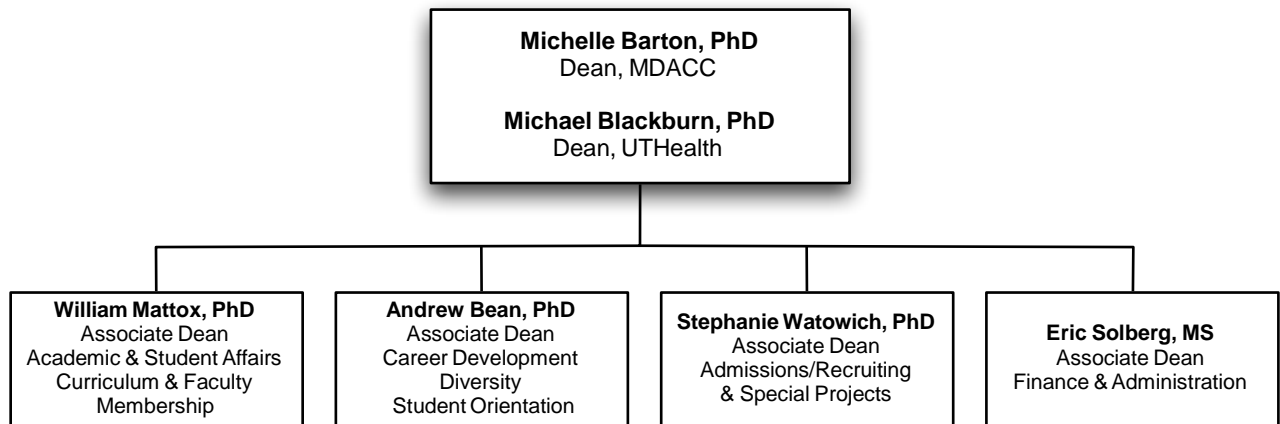 Michelle Barton, PhD
Dean, MDACC
Michael Blackburn, PhD
Dean, UTHealth
William Mattox, PhD
Associate Dean
Academic & Student Affairs
Curriculum & Faculty
Membership
Andrew Bean, PhD
Associate Dean
Career Development
Diversity
Student Orientation
Stephanie Watowich, PhD
Associate Dean
Admissions/Recruiting
& Special Projects
Eric Solberg, MS
Associate Dean
Finance & Administration